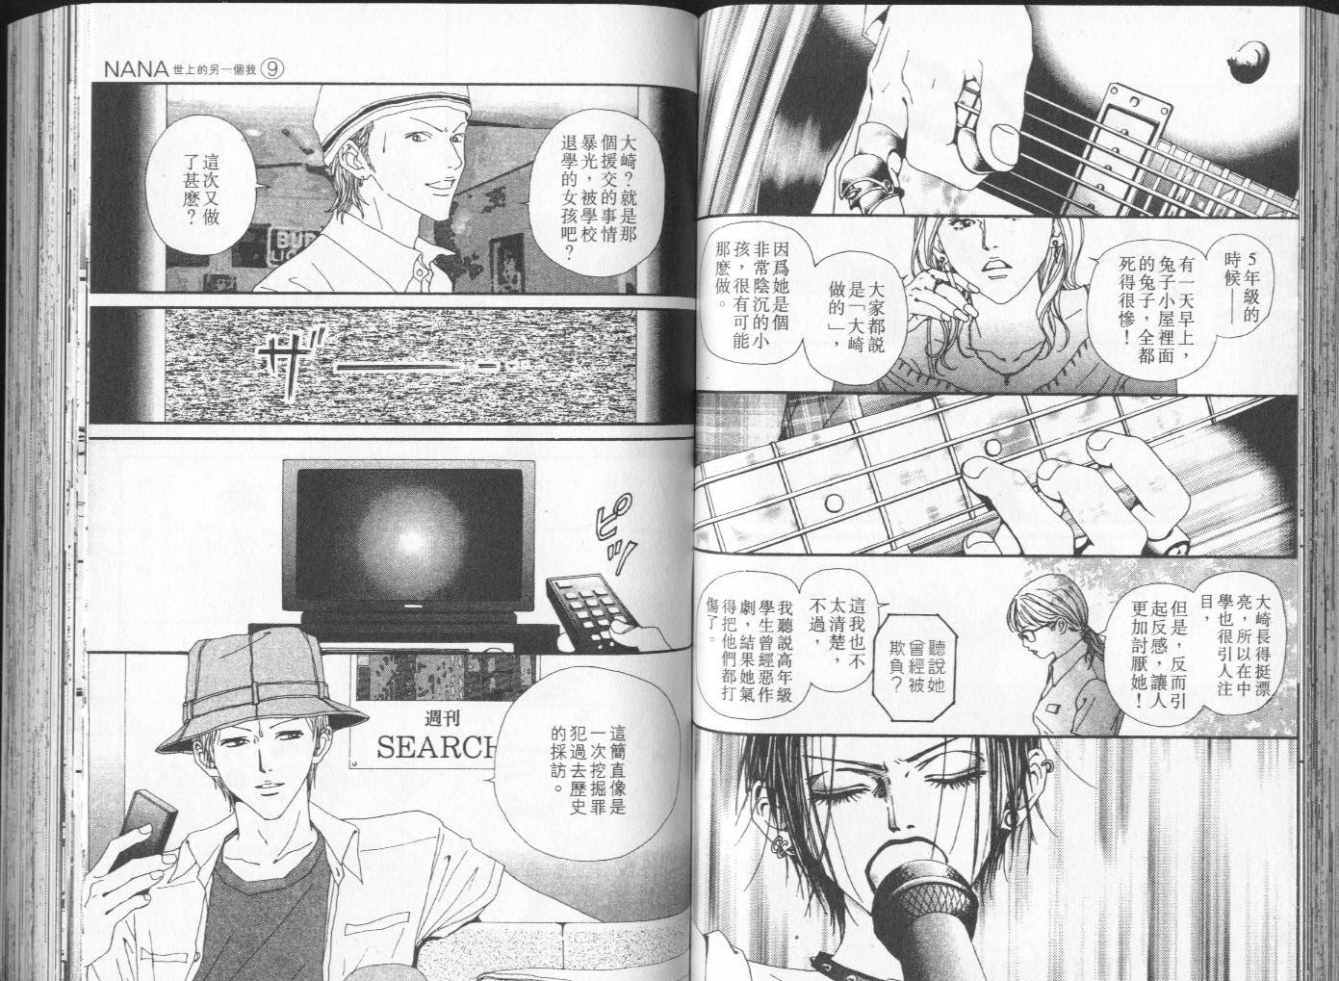 5年級的
時候——
有一天早上，
兔子小屋裡面
的兔子，全都
死得很慘！
大家都說
是「大崎
做的」，
因爲她是個
非常陰沉的小
孩，很有可能
那麽做。
大崎長得挺漂
亮，所以在中
學也很引人注
目，
但是，反而引
起反感，讓人
更加討厭她！
聽說她
曾經被
欺負？
這我也不
太清楚，
不過，
我聽說高年級
學生曾經惡作
劇，結果她氣
得把他們都打
傷了。
NANA 世上的另一個我 ⑨
大崎？就是那
個援交的事情
暴光，被學校
退學的女孩吧？
這次又做
了甚麽？
ザ
ピッ
週刊
SEARCH
這簡直像是
一次挖掘罪
犯過去歷史
的採訪。